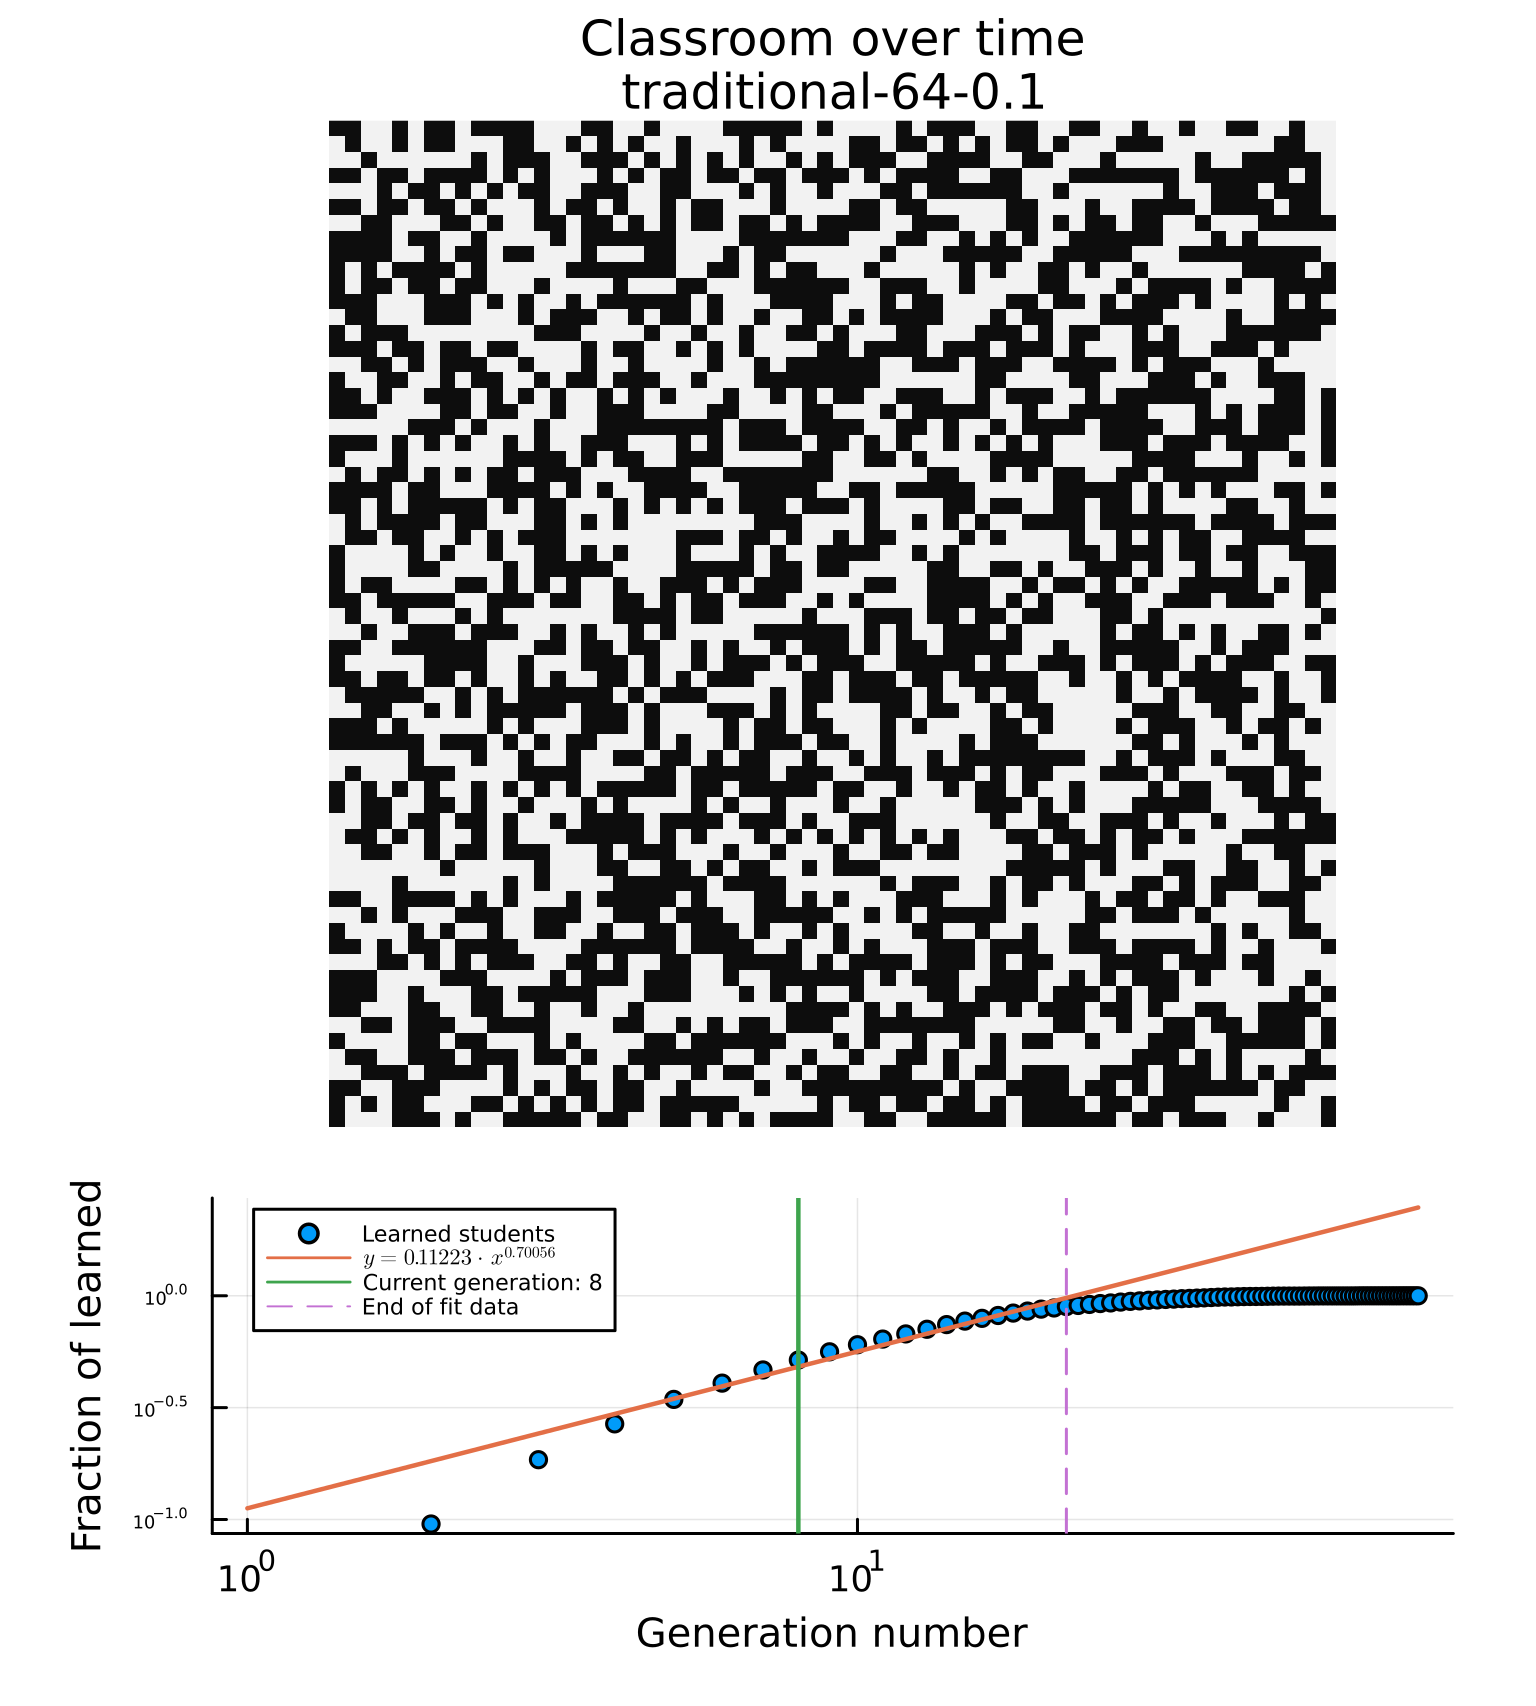 Classroom over time
traditional-64-0.1
Fraction of learned
Learned students
y = 0.11223 · x^0.70056
Current generation: 8
End of fit data
10^0.0
10^−0.5
10^−1.0
10^0
10^1
Generation number